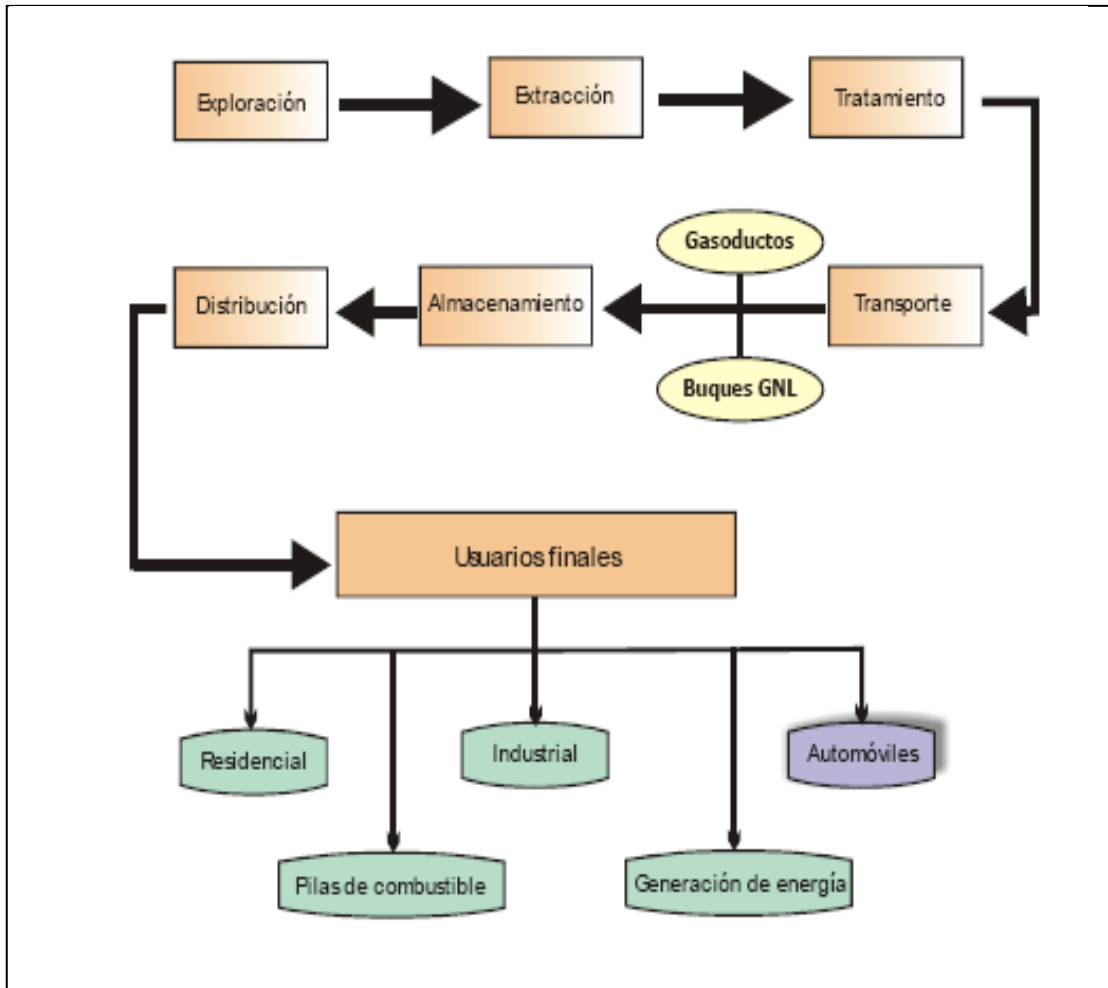 Exploración
Extracción
Tratamiento
Gasoductos
Distribución
Almacenamiento
Transporte
Buques GNL
Usuarios finales
Residencial
Industrial
Automóviles
Pilas de combustible
Generación de energía